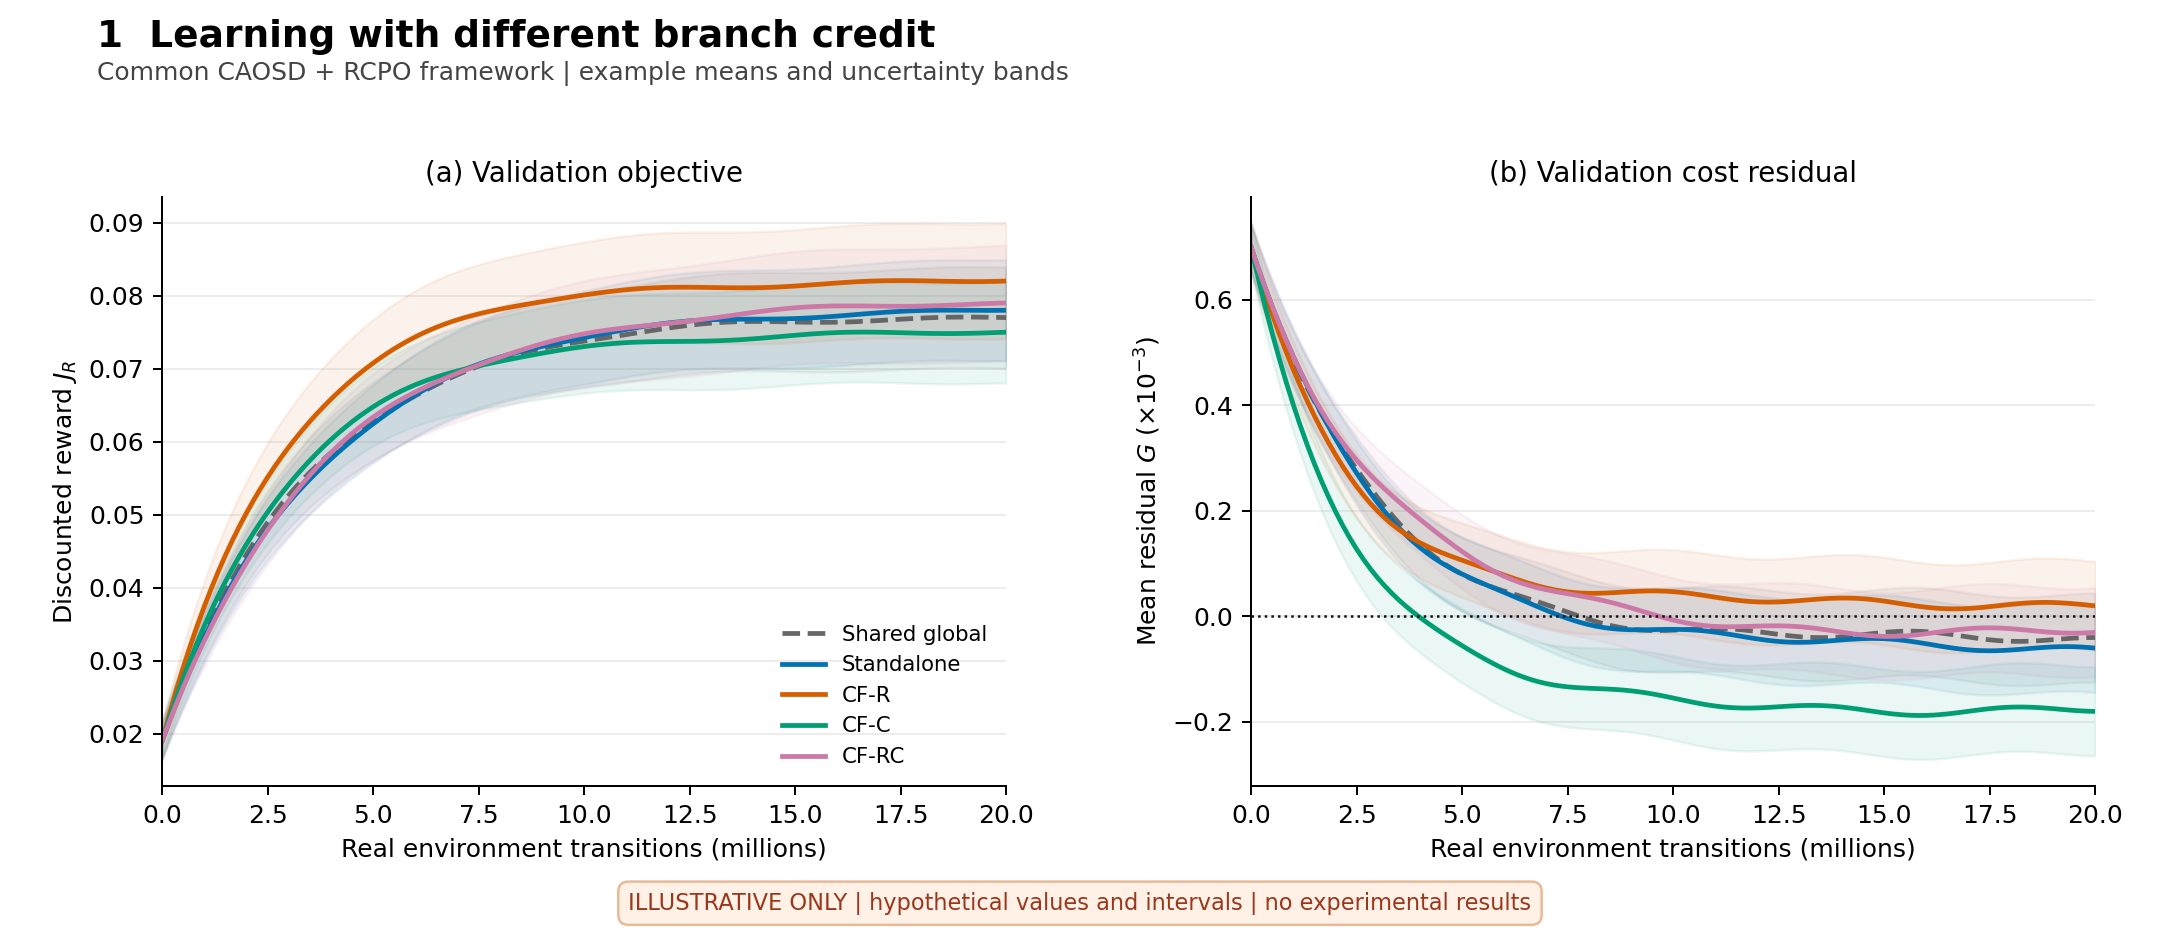 1 Learning with different branch credit
Common CAOSD + RCPO framework | example means and uncertainty bands
(a) Validation objective
0.09
0.08
0.07
0.06
0.05
0.04
0.03
0.02
Discounted reward J_R
Shared global
Standalone
CF-R
CF-C
CF-RC
0.0 2.5 5.0 7.5 10.0 12.5 15.0 17.5 20.0
Real environment transitions (millions)
(b) Validation cost residual
0.6
0.4
0.2
0.0
−0.2
Mean residual G (×10⁻³)
0.0 2.5 5.0 7.5 10.0 12.5 15.0 17.5 20.0
Real environment transitions (millions)
ILLUSTRATIVE ONLY | hypothetical values and intervals | no experimental results